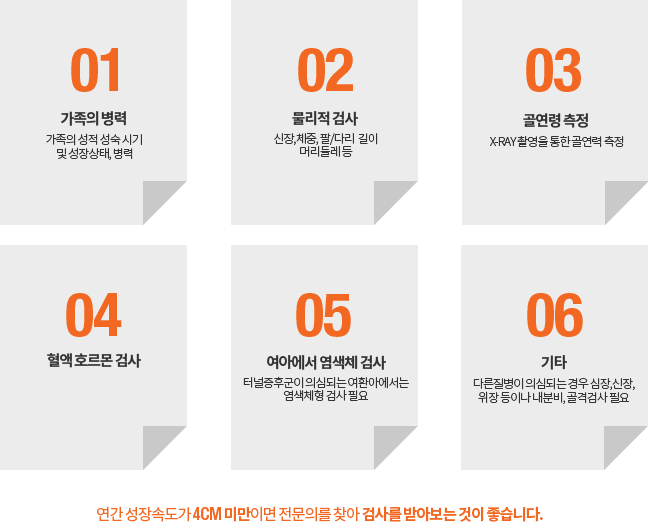 01
가족의 병력
가족의 성적 성숙 시기
및 성장상태, 병력
02
물리적 검사
신장,체중, 팔/다리 길이
머리둘레 등
03
골연령 측정
X-RAY 촬영을 통한 골연력 측정
04
혈액 호르몬 검사
05
여아에서 염색체 검사
터널증후군이 의심되는 여환아에서는
염색체형 검사 필요
06
기타
다른질병이 의심되는 경우 심장,신장,
위장 등이나 내분비, 골격검사 필요
연간 성장속도가 4CM 미만이면 전문의를 찾아 검사를 받아보는 것이 좋습니다.